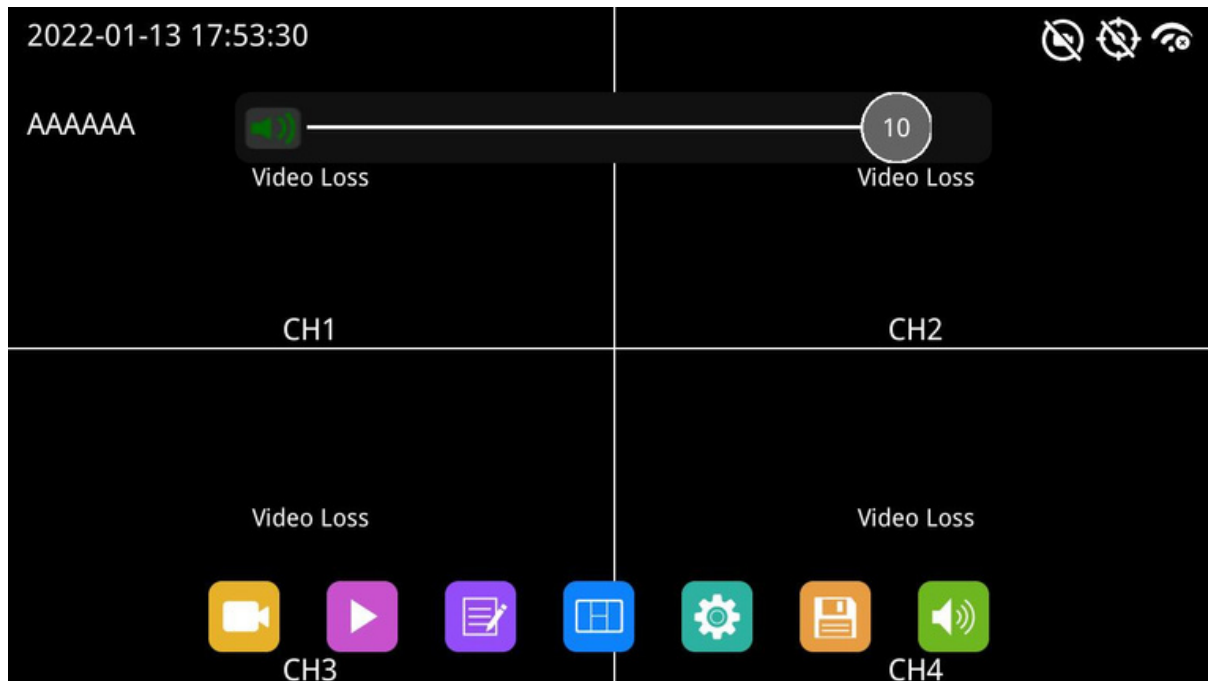 2022-01-13 17:53:30
AAAAAA
10
Video Loss
Video Loss
CH1
CH2
Video Loss
Video Loss
CH3
CH4